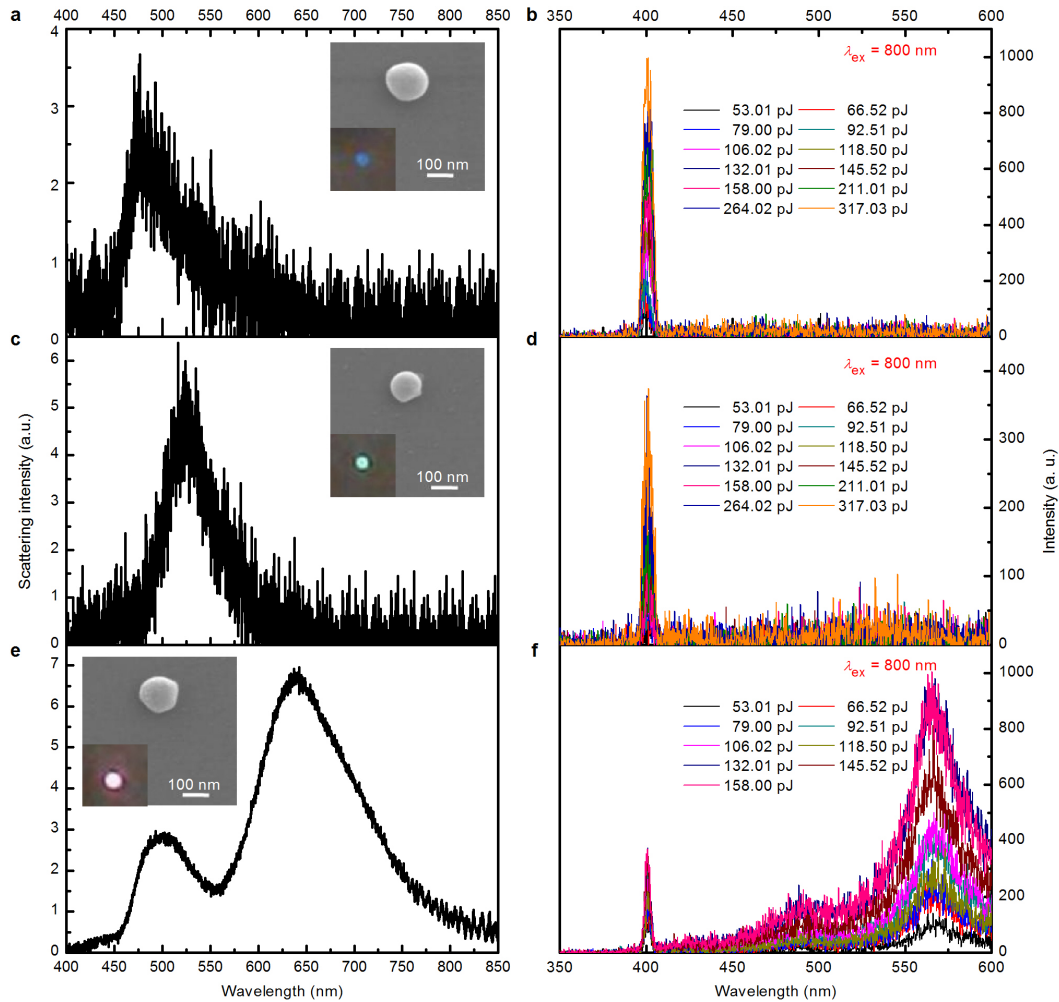 a
400 450 500 550 600 650 700 750 800 850
4
3
2
1
0
100 nm
b
350 400 450 500 550 600
λex = 800 nm
53.01 pJ 66.52 pJ
79.00 pJ 92.51 pJ
106.02 pJ 118.50 pJ
132.01 pJ 145.52 pJ
158.00 pJ 211.01 pJ
264.02 pJ 317.03 pJ
1000
800
600
400
200
0
c
6
5
4
3
2
1
0
Scattering intensity (a.u.)
100 nm
d
λex = 800 nm
53.01 pJ 66.52 pJ
79.00 pJ 92.51 pJ
106.02 pJ 118.50 pJ
132.01 pJ 145.52 pJ
158.00 pJ 211.01 pJ
264.02 pJ 317.03 pJ
400
300
200
100
0
Intensity (a. u.)
e
7
6
5
4
3
2
1
0
100 nm
400 450 500 550 600 650 700 750 800 850
Wavelength (nm)
f
λex = 800 nm
53.01 pJ 66.52 pJ
79.00 pJ 92.51 pJ
106.02 pJ 118.50 pJ
132.01 pJ 145.52 pJ
158.00 pJ
1000
800
600
400
200
0
350 400 450 500 550 600
Wavelength (nm)